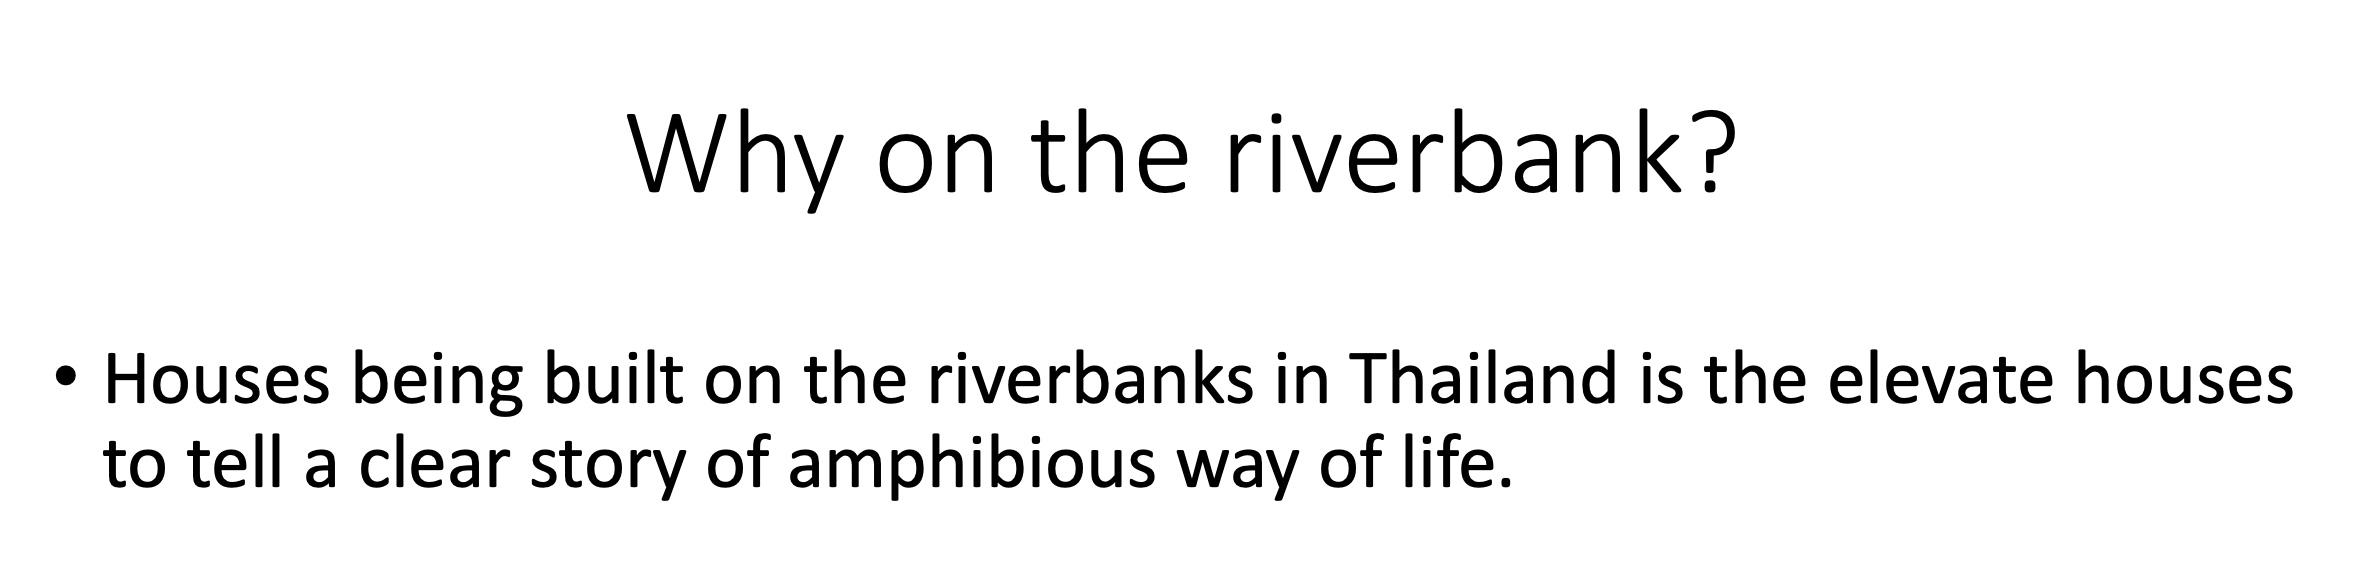 Why on the riverbank?
• Houses being built on the riverbanks in Thailand is the elevate houses
to tell a clear story of amphibious way of life.